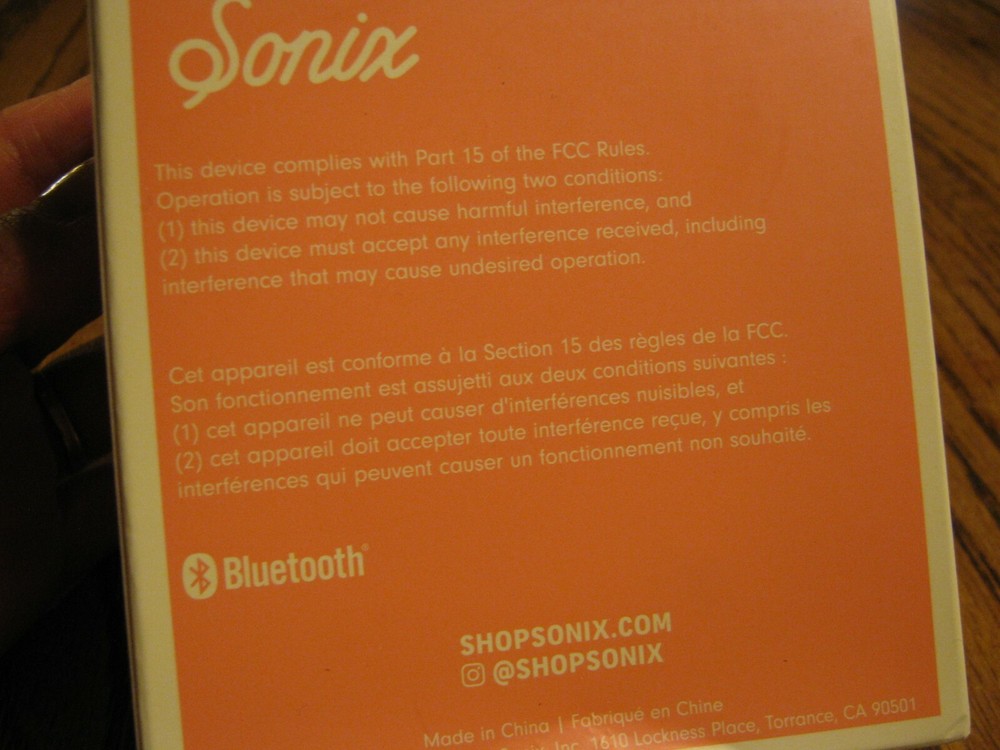 Sonix
This device complies with Part 15 of the FCC Rules.
Operation is subject to the following two conditions:
(1) this device may not cause harmful interference, and
(2) this device must accept any interference received, including
interference that may cause undesired operation.
Cet appareil est conforme à la Section 15 des règles de la FCC.
Son fonctionnement est assujetti aux deux conditions suivantes :
(1) cet appareil ne peut causer d'interférences nuisibles, et
(2) cet appareil doit accepter toute interférence reçue, y compris les
interférences qui peuvent causer un fonctionnement non souhaité.
Bluetooth®
SHOPSONIX.COM
@SHOPSONIX
Made in China | Fabriqué en Chine
Sonix, Inc. 1610 Lockness Place, Torrance, CA 90501